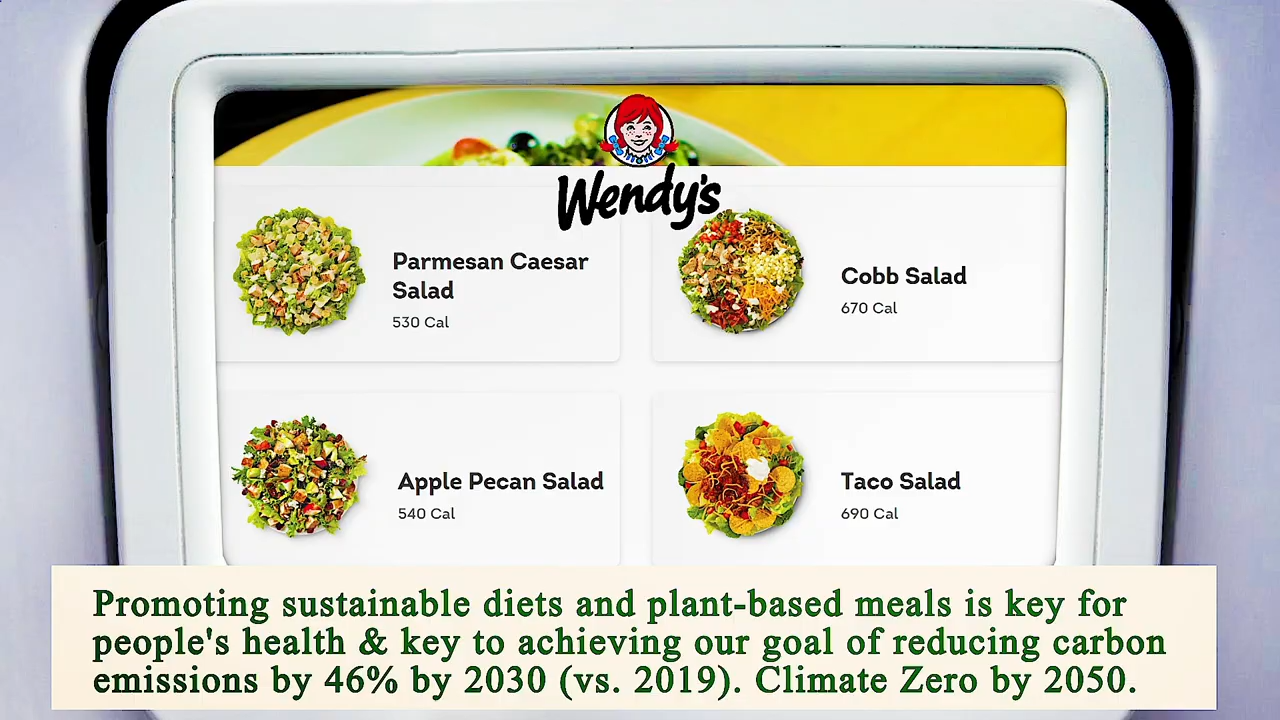 Wendy's
Parmesan Caesar
Salad
530 Cal
Cobb Salad
670 Cal
Apple Pecan Salad
540 Cal
Taco Salad
690 Cal
Promoting sustainable diets and plant-based meals is key for
people's health & key to achieving our goal of reducing carbon
emissions by 46% by 2030 (vs. 2019). Climate Zero by 2050.